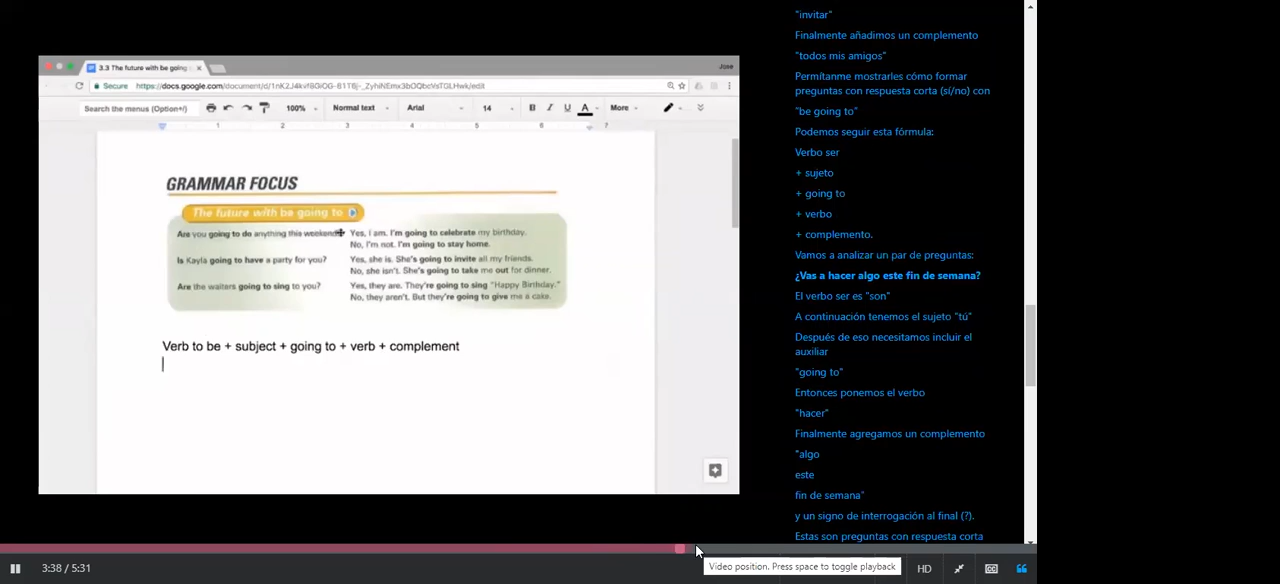 3.3 The future with be going
Jose
Secure https://docs.google.com/document/d/
Search the menus (Option+/)
100%
Normal text
Arial
14
B I U A
More
1 2 3 4 5 6 7
GRAMMAR FOCUS
The future with be going to
Are you going to do anything this weekend
Yes, I am. I'm going to celebrate my birthday.
No, I'm not. I'm going to stay home.
Is Kayla going to have a party for you?
Yes, she is. She's going to invite all my friends.
No, she isn't. She's going to take me out for dinner.
Are the waiters going to sing to you?
Yes, they are. They're going to sing "Happy Birthday."
No, they aren't. But they're going to give me a cake.
Verb to be + subject + going to + verb + complement
"invitar"
Finalmente añadimos un complemento
"todos mis amigos"
Permítanme mostrarles cómo formar
preguntas con respuesta corta (sí/no) con
"be going to"
Podemos seguir esta fórmula:
Verbo ser
+ sujeto
+ going to
+ verbo
+ complemento.
Vamos a analizar un par de preguntas:
¿Vas a hacer algo este fin de semana?
El verbo ser es "son"
A continuación tenemos el sujeto "tú"
Después de eso necesitamos incluir el
auxiliar
"going to"
Entonces ponemos el verbo
"hacer"
Finalmente agregamos un complemento
"algo
este
fin de semana"
y un signo de interrogación al final (?).
Estas son preguntas con respuesta corta
3:38 / 5:31
Video position. Press space to toggle playback
HD
CC